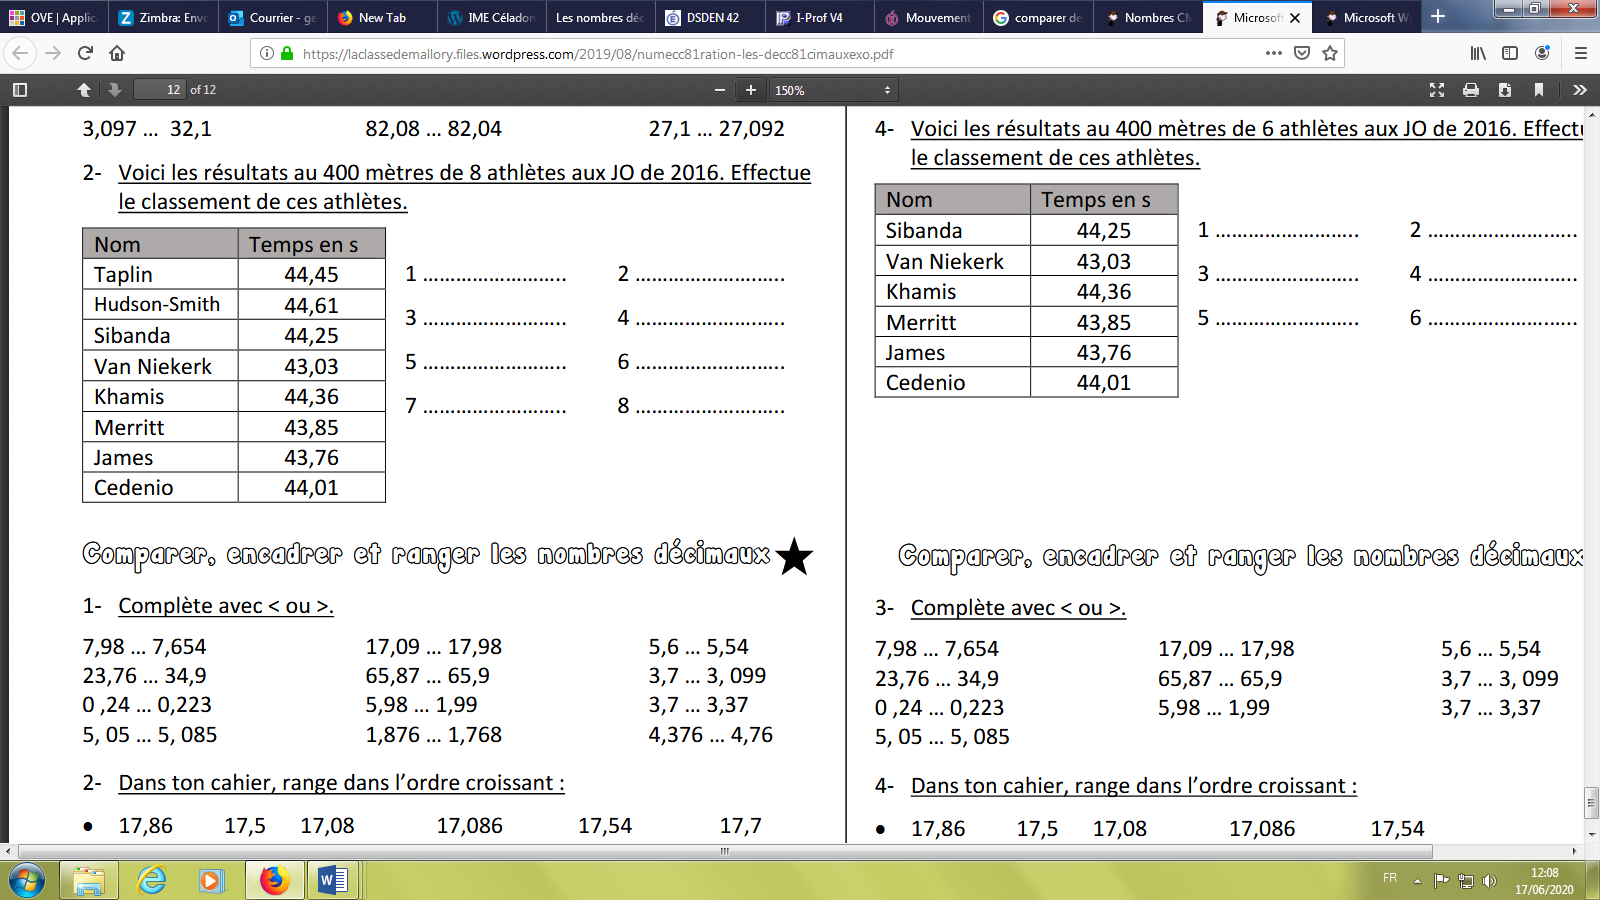 OVE | Applic
Zimbra: Envo
Courrier - ge
New Tab
IME Céladon
Les nombres déc
DSDEN 42
I-Prof V4
Mouvement
comparer de
Nombres CM
Microsoft
Microsoft W
https://laclassedemallory.files.wordpress.com/2019/08/numecc81ration-les-decc81cimauxexo.pdf
12 of 12
150%
3,097 ... 32,1 82,08 ... 82,04 27,1 ... 27,092
2- Voici les résultats au 400 mètres de 8 athlètes aux JO de 2016. Effectue
le classement de ces athlètes.
Nom Temps en s
Taplin 44,45
Hudson-Smith 44,61
Sibanda 44,25
Van Niekerk 43,03
Khamis 44,36
Merritt 43,85
James 43,76
Cedenio 44,01
1 ........................ 2 ........................
3 ........................ 4 ........................
5 ........................ 6 ........................
7 ........................ 8 ........................
Comparer, encadrer et ranger les nombres décimaux
1- Complète avec < ou >.
7,98 ... 7,654 17,09 ... 17,98 5,6 ... 5,54
23,76 ... 34,9 65,87 ... 65,9 3,7 ... 3, 099
0 ,24 ... 0,223 5,98 ... 1,99 3,7 ... 3,37
5, 05 ... 5, 085 1,876 ... 1,768 4,376 ... 4,76
2- Dans ton cahier, range dans l’ordre croissant :
• 17,86 17,5 17,08 17,086 17,54 17,7
4- Voici les résultats au 400 mètres de 6 athlètes aux JO de 2016. Effectu
le classement de ces athlètes.
Nom Temps en s
Sibanda 44,25
Van Niekerk 43,03
Khamis 44,36
Merritt 43,85
James 43,76
Cedenio 44,01
1 ........................ 2 ........................
3 ........................ 4 ........................
5 ........................ 6 ........................
Comparer, encadrer et ranger les nombres décimaux
3- Complète avec < ou >.
7,98 ... 7,654 17,09 ... 17,98 5,6 ... 5,54
23,76 ... 34,9 65,87 ... 65,9 3,7 ... 3, 099
0 ,24 ... 0,223 5,98 ... 1,99 3,7 ... 3,37
5, 05 ... 5, 085
4- Dans ton cahier, range dans l’ordre croissant :
• 17,86 17,5 17,08 17,086 17,54
FR
12:08
17/06/2020